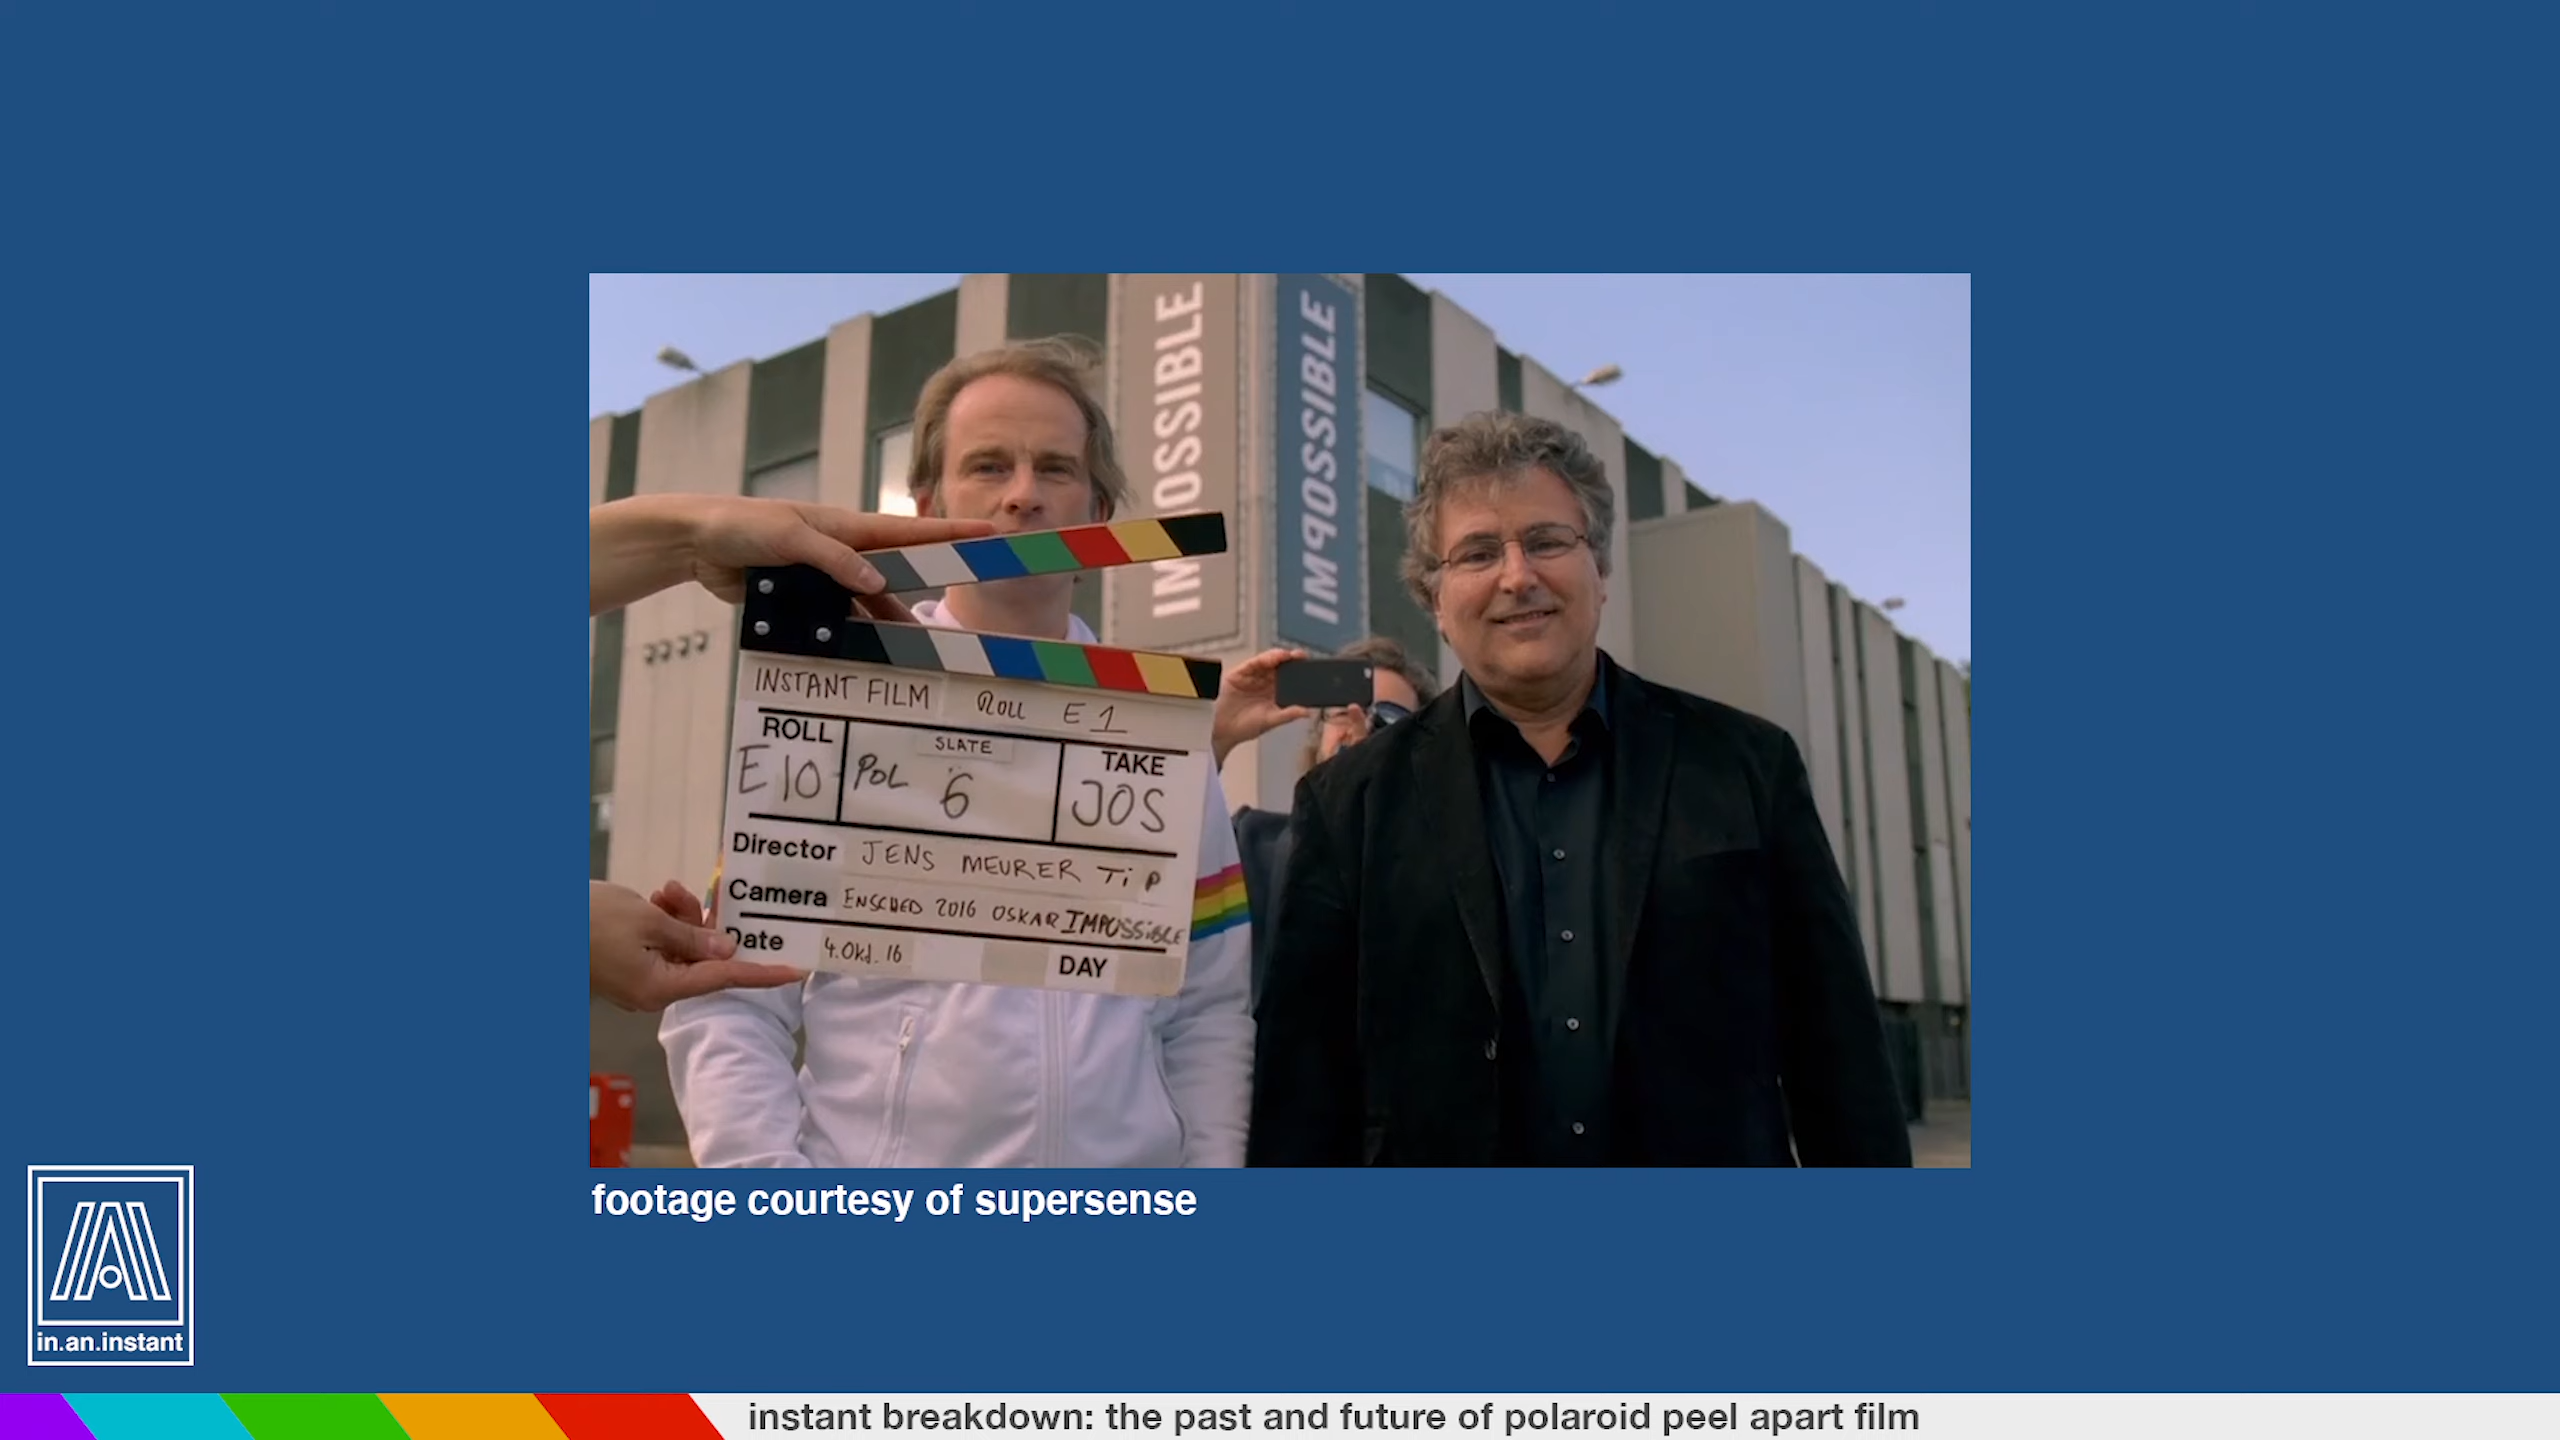 IMPOSSIBLE
IMPOSSIBLE
INSTANT FILM ROLL E 1
ROLL
E10
SLATE
POL 6
TAKE
JOS
Director JENS MEURER TiP
Camera ENSCHED 2016 OSKAR IMPOSSiBLE
Date 4.Okt.16 DAY
footage courtesy of supersense
in.an.instant
instant breakdown: the past and future of polaroid peel apart film